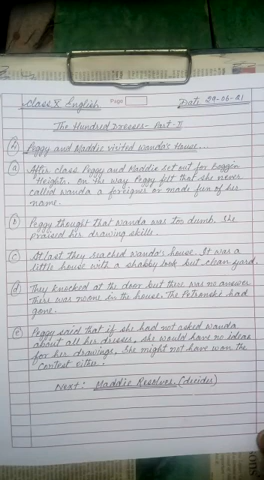 Class X English Page Date 29-06-21
The Hundred Dresses - Part - II
Peggy and Maddie visited Wanda's House.
(a) After class Peggy and Maddie set out for Boggin
Heights. On the way Peggy felt that she never
called Wanda a foreigner or made fun of her
name.
(b) Peggy thought that Wanda was too dumb. She
praised her drawing skills.
(c) At last they reached Wanda's house. It was a
little house with a shabby look but clean yard.
(d) They knocked at the door but there was no answer
There was noone in the house. The Petronski had
gone.
(e) Peggy said that if she had not asked Wanda
about all her dresses, she would have no ideas
for her drawings. She might not have won the
contest either.
Next: Maddie Resolves. (decides)